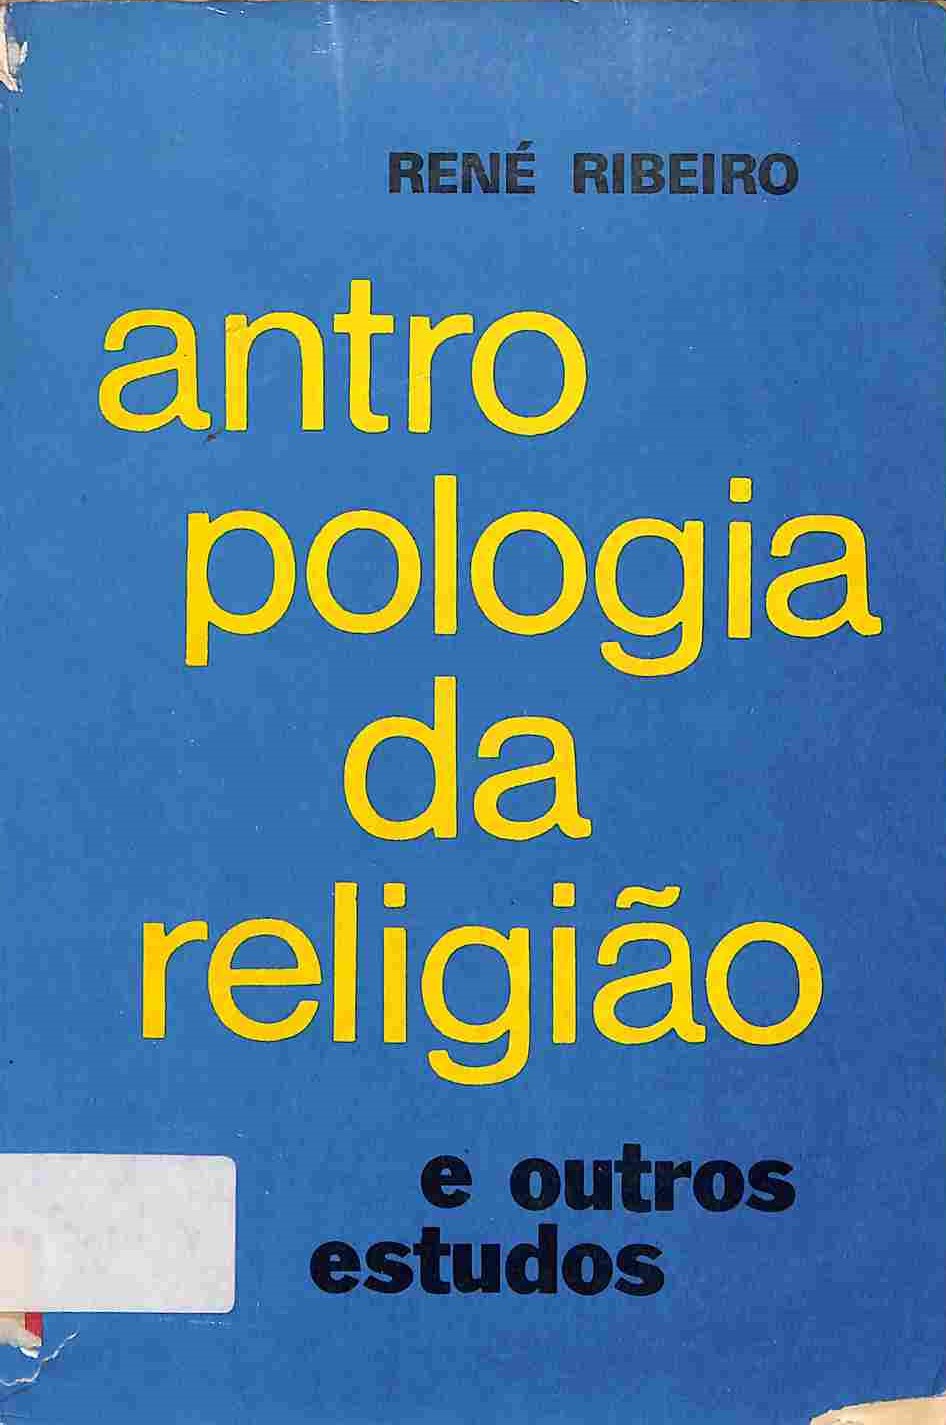 RENÉ RIBEIRO
antro
pologia
da
religião
e outros
estudos